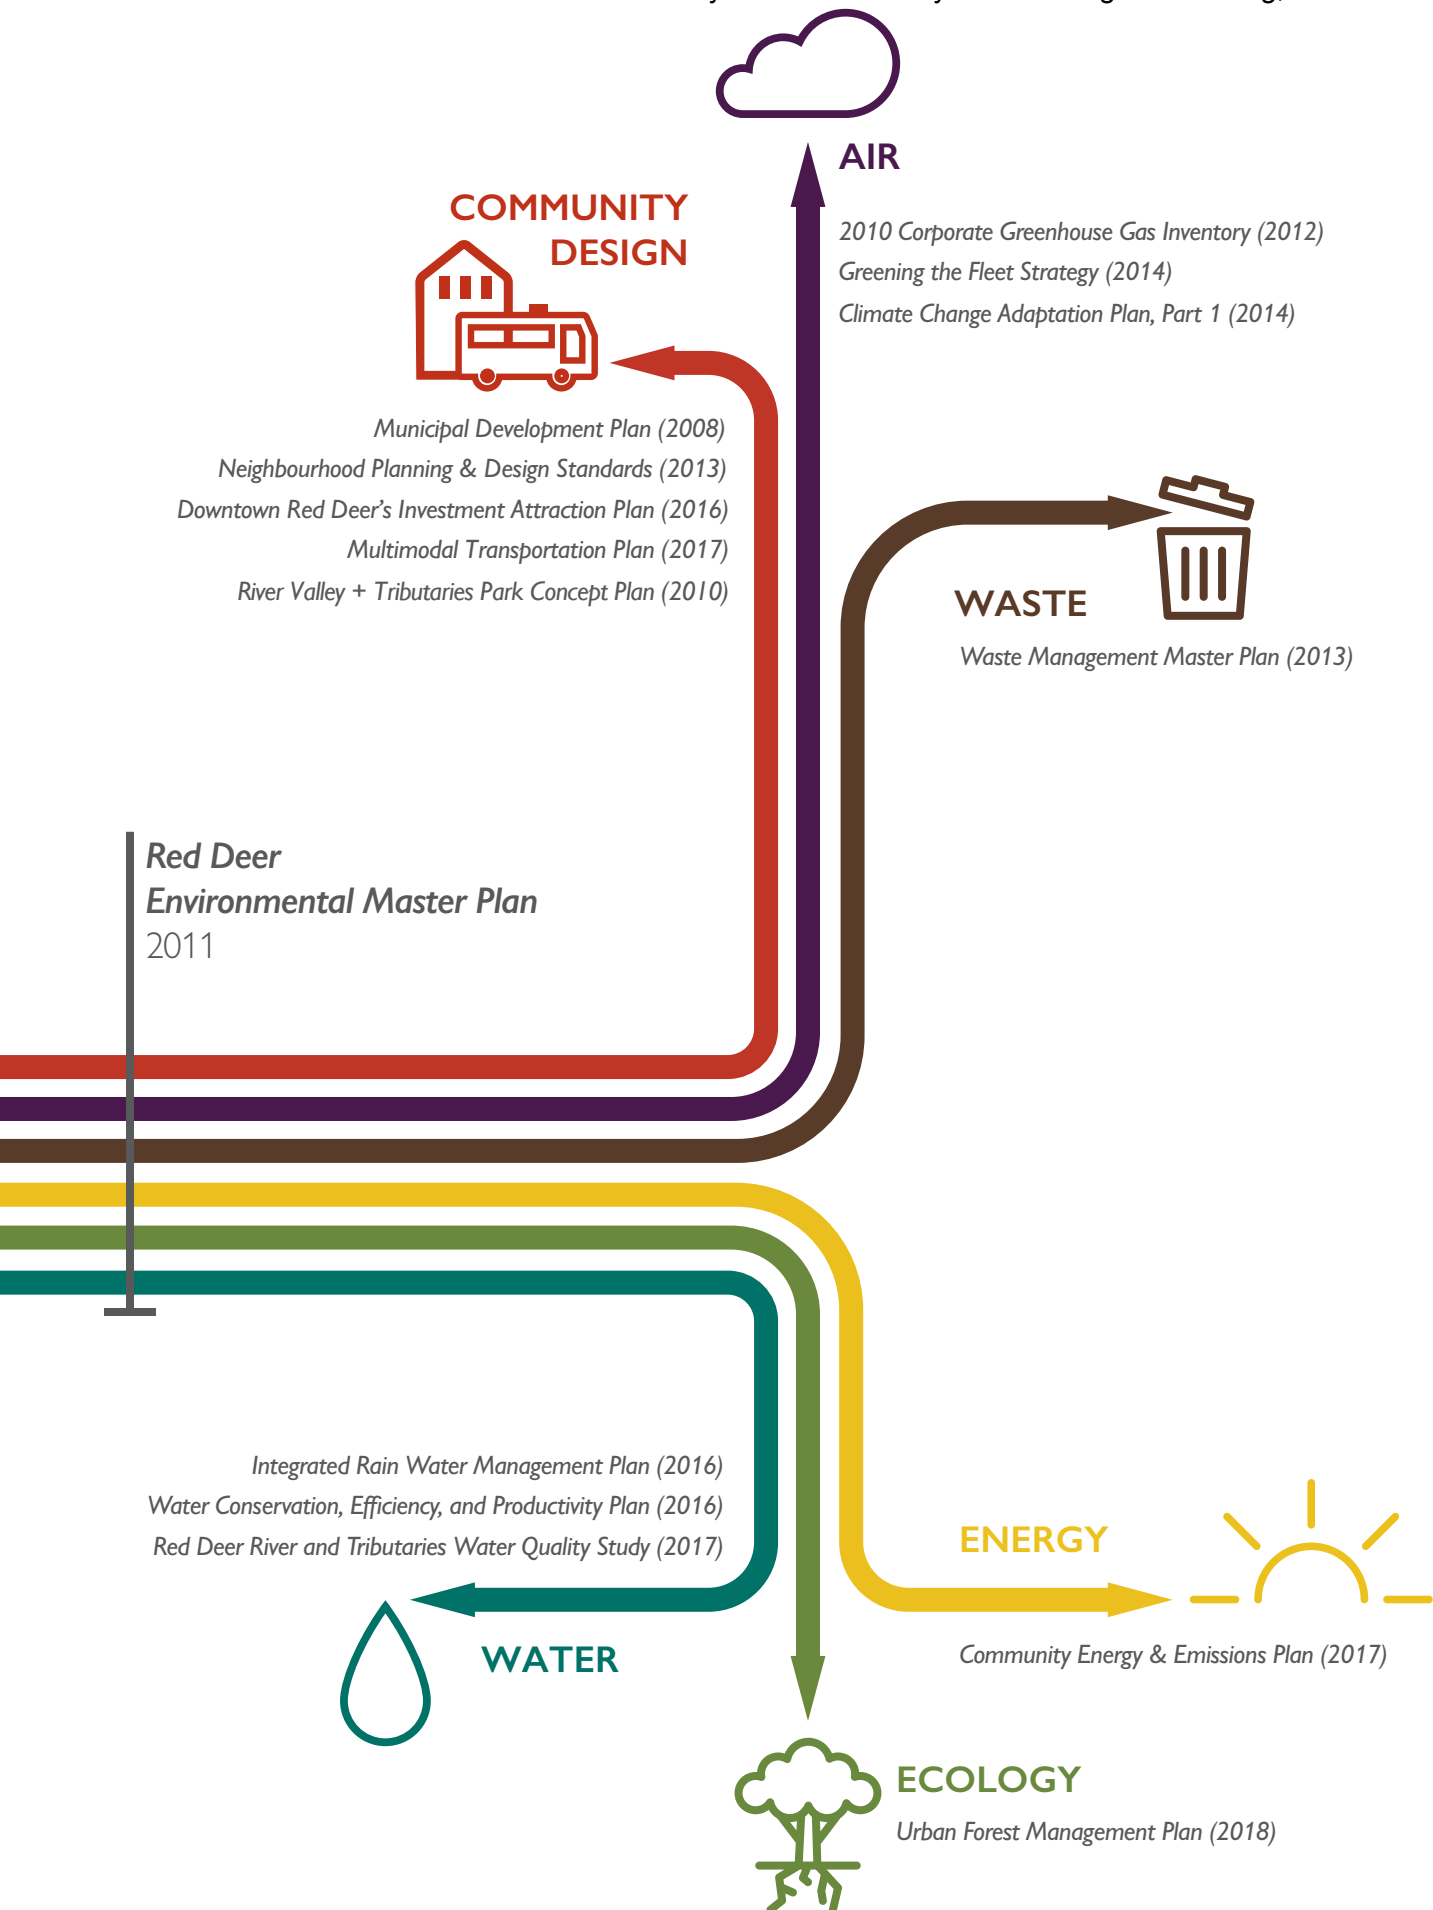 AIR
2010 Corporate Greenhouse Gas Inventory (2012)
Greening the Fleet Strategy (2014)
Climate Change Adaptation Plan, Part 1 (2014)
COMMUNITY
DESIGN
Municipal Development Plan (2008)
Neighbourhood Planning & Design Standards (2013)
Downtown Red Deer's Investment Attraction Plan (2016)
Multimodal Transportation Plan (2017)
River Valley + Tributaries Park Concept Plan (2010)
WASTE
Waste Management Master Plan (2013)
Red Deer
Environmental Master Plan
2011
Integrated Rain Water Management Plan (2016)
Water Conservation, Efficiency, and Productivity Plan (2016)
Red Deer River and Tributaries Water Quality Study (2017)
WATER
ENERGY
Community Energy & Emissions Plan (2017)
ECOLOGY
Urban Forest Management Plan (2018)